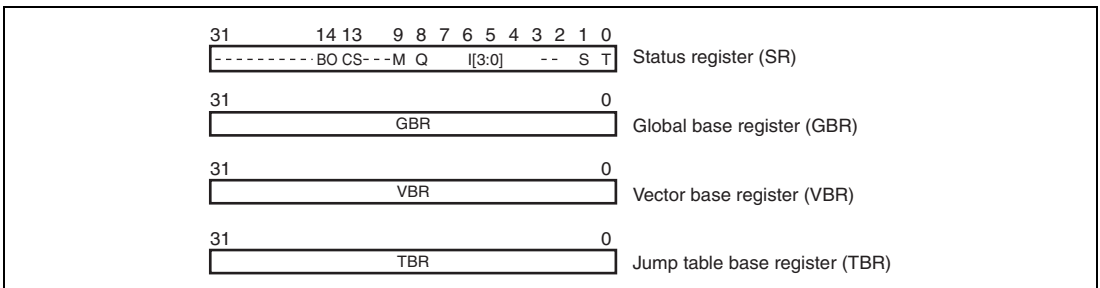 31 14 13 9 8 7 6 5 4 3 2 1 0
- - - - - - - - - - BO CS - - - M Q I[3:0] - - S T Status register (SR)
31 0
GBR Global base register (GBR)
31 0
VBR Vector base register (VBR)
31 0
TBR Jump table base register (TBR)